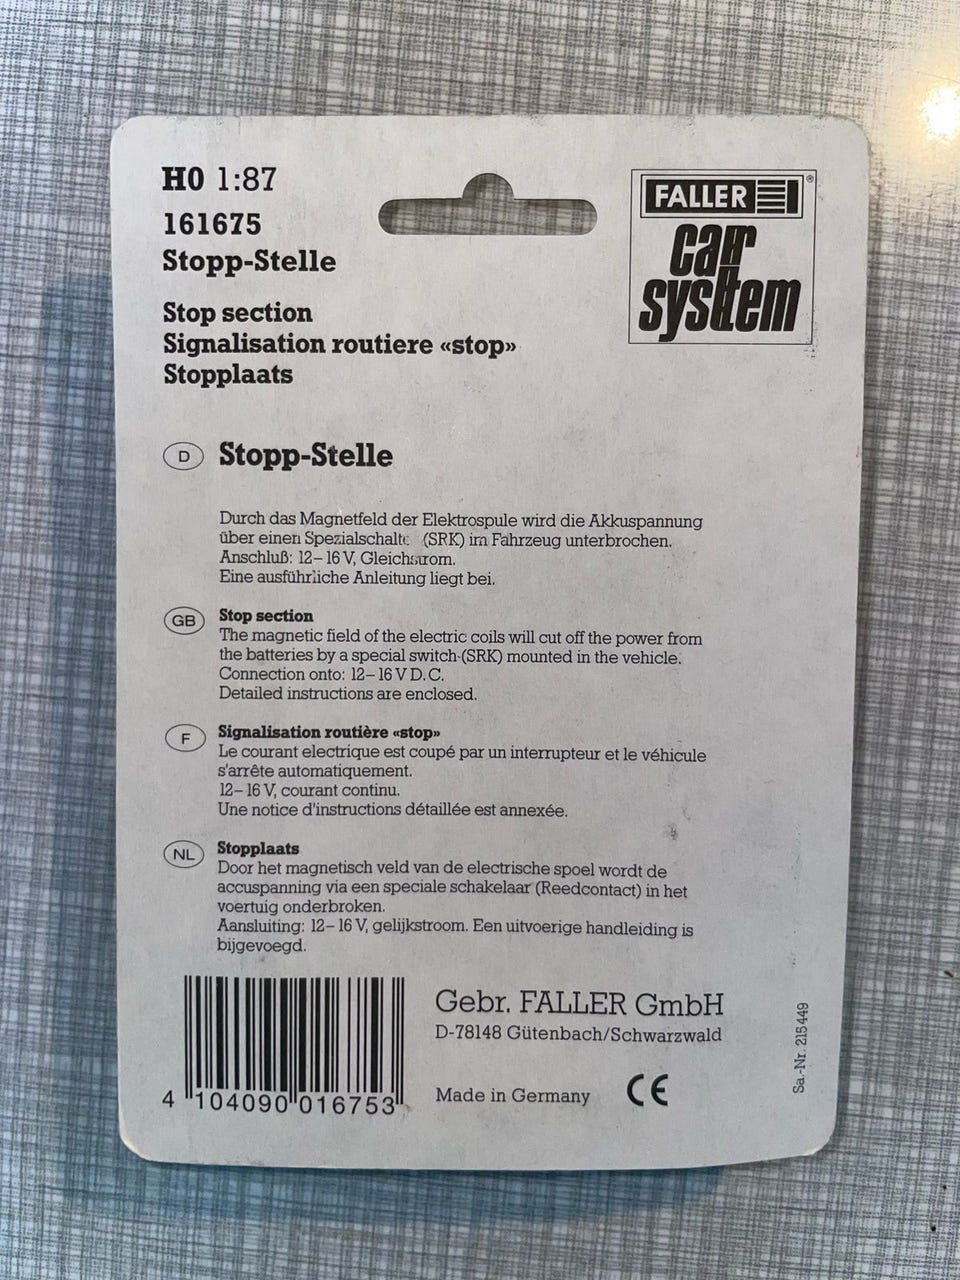 H0 1:87
161675
Stopp-Stelle
Stop section
Signalisation routiere «stop»
Stopplaats
FALLER ®
car
system
D Stopp-Stelle
Durch das Magnetfeld der Elektrospule wird die Akkuspannung
über einen (SRK) im Fahrzeug unterbrochen.
Anschluß: 12–16 V, Gleichstrom.
Eine ausführliche Anleitung liegt bei.
GB Stop section
The magnetic field of the electric coils will cut off the power from
the batteries by a special switch (SRK) mounted in the vehicle.
Connection onto: 12–16 V D.C.
Detailed instructions are enclosed.
F Signalisation routière «stop»
Le courant electrique est coupé par un interrupteur et le véhicule
s'arrête automatiquement.
12–16 V, courant continu.
Une notice d'instructions détaillée est annexée.
NL Stopplaats
Door het magnetisch veld van de electrische spoel wordt de
accuspanning via een speciale schakelaar (Reedcontact) in het
voertuig onderbroken.
Aansluiting: 12–16 V, gelijkstroom. Een uitvoerige handleiding is
bijgevoegd.
4 104090 016753
Gebr. FALLER GmbH
D-78148 Gütenbach/Schwarzwald
Made in Germany CE
Sa.-Nr. 215 449